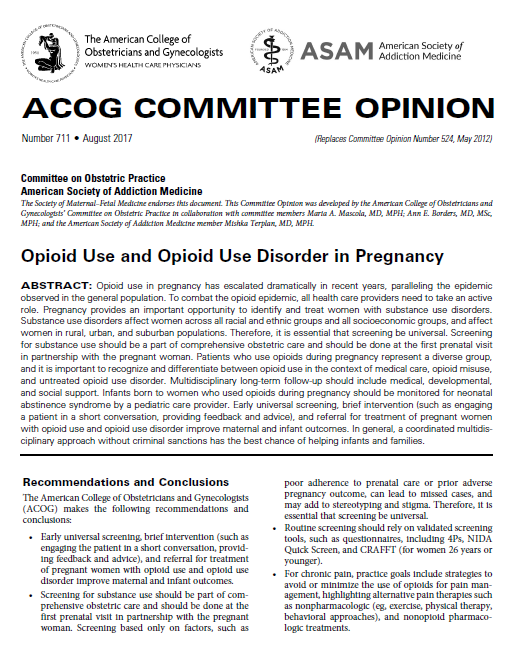 The American College of
Obstetricians and Gynecologists
WOMEN'S HEALTH CARE PHYSICIANS
ASAM
ASAM American Society of
Addiction Medicine
ACOG COMMITTEE OPINION
Number 711 • August 2017
(Replaces Committee Opinion Number 524, May 2012)
Committee on Obstetric Practice
American Society of Addiction Medicine
The Society of Maternal–Fetal Medicine endorses this document. This Committee Opinion was developed by the American College of Obstetricians and
Gynecologists' Committee on Obstetric Practice in collaboration with committee members Maria A. Mascola, MD, MPH; Ann E. Borders, MD, MSc,
MPH; and the American Society of Addiction Medicine member Mishka Terplan, MD, MPH.
Opioid Use and Opioid Use Disorder in Pregnancy
ABSTRACT: Opioid use in pregnancy has escalated dramatically in recent years, paralleling the epidemic
observed in the general population. To combat the opioid epidemic, all health care providers need to take an active
role. Pregnancy provides an important opportunity to identify and treat women with substance use disorders.
Substance use disorders affect women across all racial and ethnic groups and all socioeconomic groups, and affect
women in rural, urban, and suburban populations. Therefore, it is essential that screening be universal. Screening
for substance use should be a part of comprehensive obstetric care and should be done at the first prenatal visit
in partnership with the pregnant woman. Patients who use opioids during pregnancy represent a diverse group,
and it is important to recognize and differentiate between opioid use in the context of medical care, opioid misuse,
and untreated opioid use disorder. Multidisciplinary long-term follow-up should include medical, developmental,
and social support. Infants born to women who used opioids during pregnancy should be monitored for neonatal
abstinence syndrome by a pediatric care provider. Early universal screening, brief intervention (such as engaging
a patient in a short conversation, providing feedback and advice), and referral for treatment of pregnant women
with opioid use and opioid use disorder improve maternal and infant outcomes. In general, a coordinated multidis-
ciplinary approach without criminal sanctions has the best chance of helping infants and families.
Recommendations and Conclusions
The American College of Obstetricians and Gynecologists
(ACOG) makes the following recommendations and
conclusions:
• Early universal screening, brief intervention (such as
engaging the patient in a short conversation, provid-
ing feedback and advice), and referral for treatment
of pregnant women with opioid use and opioid use
disorder improve maternal and infant outcomes.
• Screening for substance use should be part of com-
prehensive obstetric care and should be done at the
first prenatal visit in partnership with the pregnant
woman. Screening based only on factors, such as
poor adherence to prenatal care or prior adverse
pregnancy outcome, can lead to missed cases, and
may add to stereotyping and stigma. Therefore, it is
essential that screening be universal.
• Routine screening should rely on validated screening
tools, such as questionnaires, including 4Ps, NIDA
Quick Screen, and CRAFFT (for women 26 years or
younger).
• For chronic pain, practice goals include strategies to
avoid or minimize the use of opioids for pain man-
agement, highlighting alternative pain therapies such
as nonpharmacologic (eg, exercise, physical therapy,
behavioral approaches), and nonopioid pharmaco-
logic treatments.